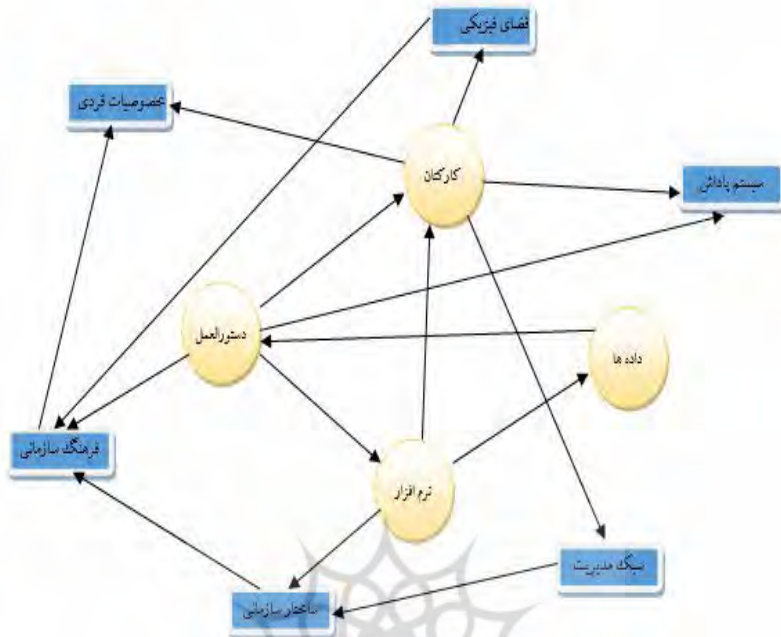 فضای فیزیکی
خصوصیات فردی
کارکنان
سیستم پاداش
دستورالعمل
داده ها
فرهنگ سازمانی
نرم افزار
سبک مدیریت
ساختار سازمانی